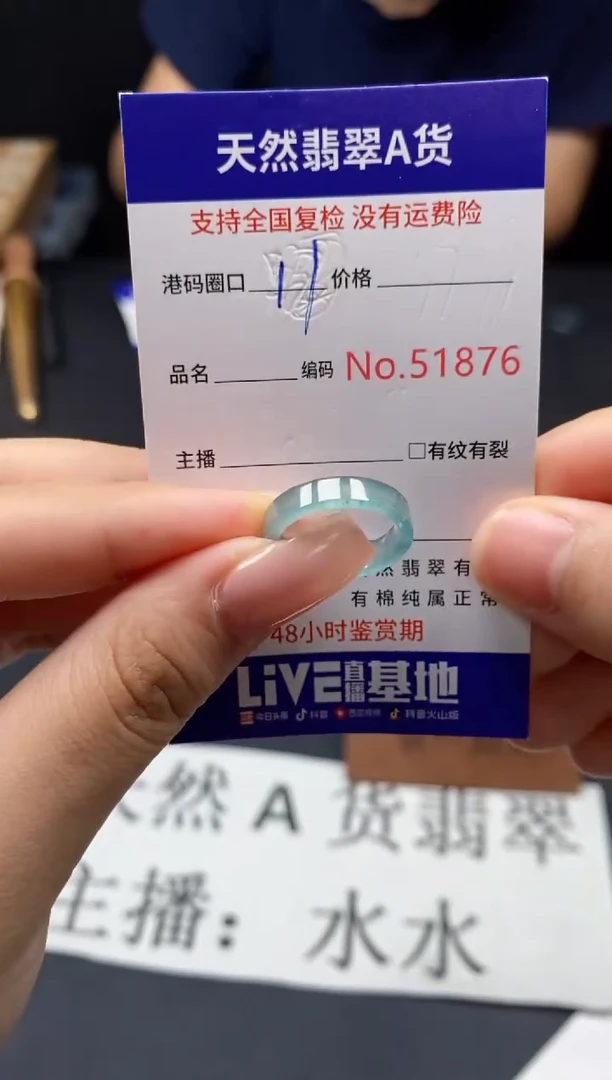 天然翡翠A货
支持全国复检 没有运费险
港码圈口 11 价格
品名 编码 No.51876
主播 □有纹有裂
然翡翠有
有棉纯属正常
48小时鉴赏期
LiVE直播基地
今日头条 抖音 西瓜视频 抖音火山版
天然A货翡翠
主播：水水